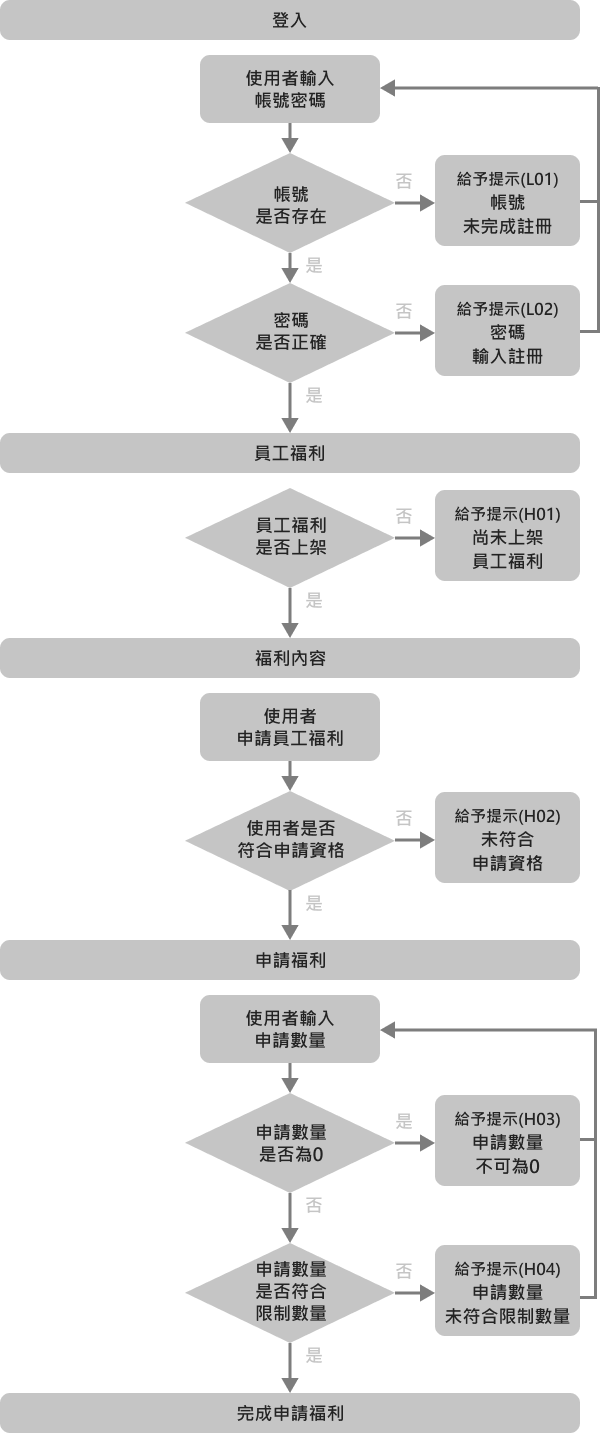 登入
使用者輸入
帳號密碼
帳號
是否存在
否
給予提示(L01)
帳號
未完成註冊
是
密碼
是否正確
否
給予提示(L02)
密碼
輸入註冊
是
員工福利
員工福利
是否上架
否
給予提示(H01)
尚未上架
員工福利
是
福利內容
使用者
申請員工福利
使用者是否
符合申請資格
否
給予提示(H02)
未符合
申請資格
是
申請福利
使用者輸入
申請數量
申請數量
是否為0
是
給予提示(H03)
申請數量
不可為0
否
申請數量
是否符合
限制數量
否
給予提示(H04)
申請數量
未符合限制數量
是
完成申請福利